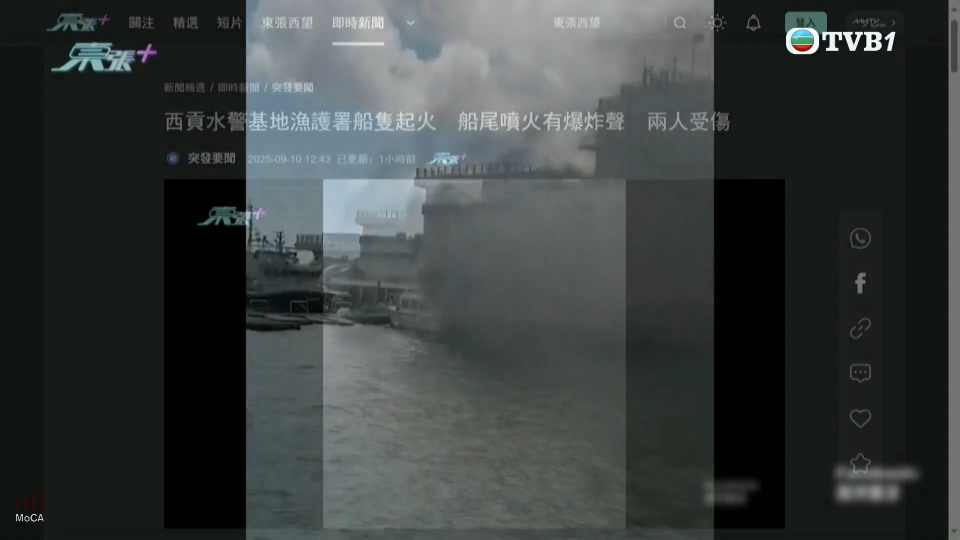 東張+ 關注 精選 短片 東張西望 即時新聞 東張西望 登入
TVB1
東張+
新聞精選 / 即時新聞 / 突發要聞
西貢水警基地漁護署船隻起火 船尾噴火有爆炸聲 兩人受傷
突發要聞 2025-09-10 12:43 已更新：1小時前 東張+
東張+
MoCA